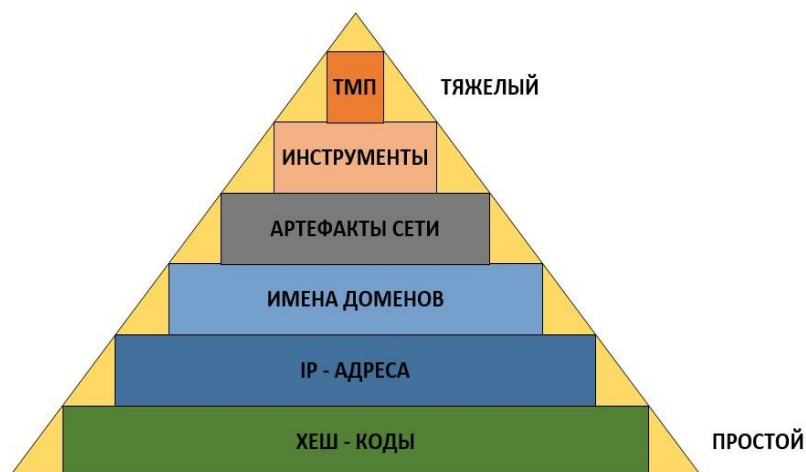 ТМП
ТЯЖЕЛЫЙ
ИНСТРУМЕНТЫ
АРТЕФАКТЫ СЕТИ
ИМЕНА ДОМЕНОВ
IP - АДРЕСА
ХЕШ - КОДЫ
ПРОСТОЙ